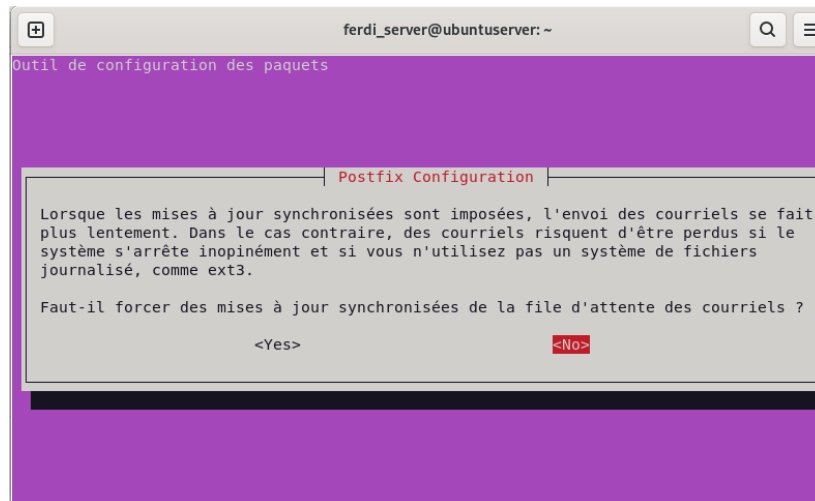 ferdi_server@ubuntuserver: ~
Outil de configuration des paquets
Postfix Configuration
Lorsque les mises à jour synchronisées sont imposées, l'envoi des courriels se fait
plus lentement. Dans le cas contraire, des courriels risquent d'être perdus si le
système s'arrête inopinément et si vous n'utilisez pas un système de fichiers
journalisé, comme ext3.
Faut-il forcer des mises à jour synchronisées de la file d'attente des courriels ?
<Yes> <No>